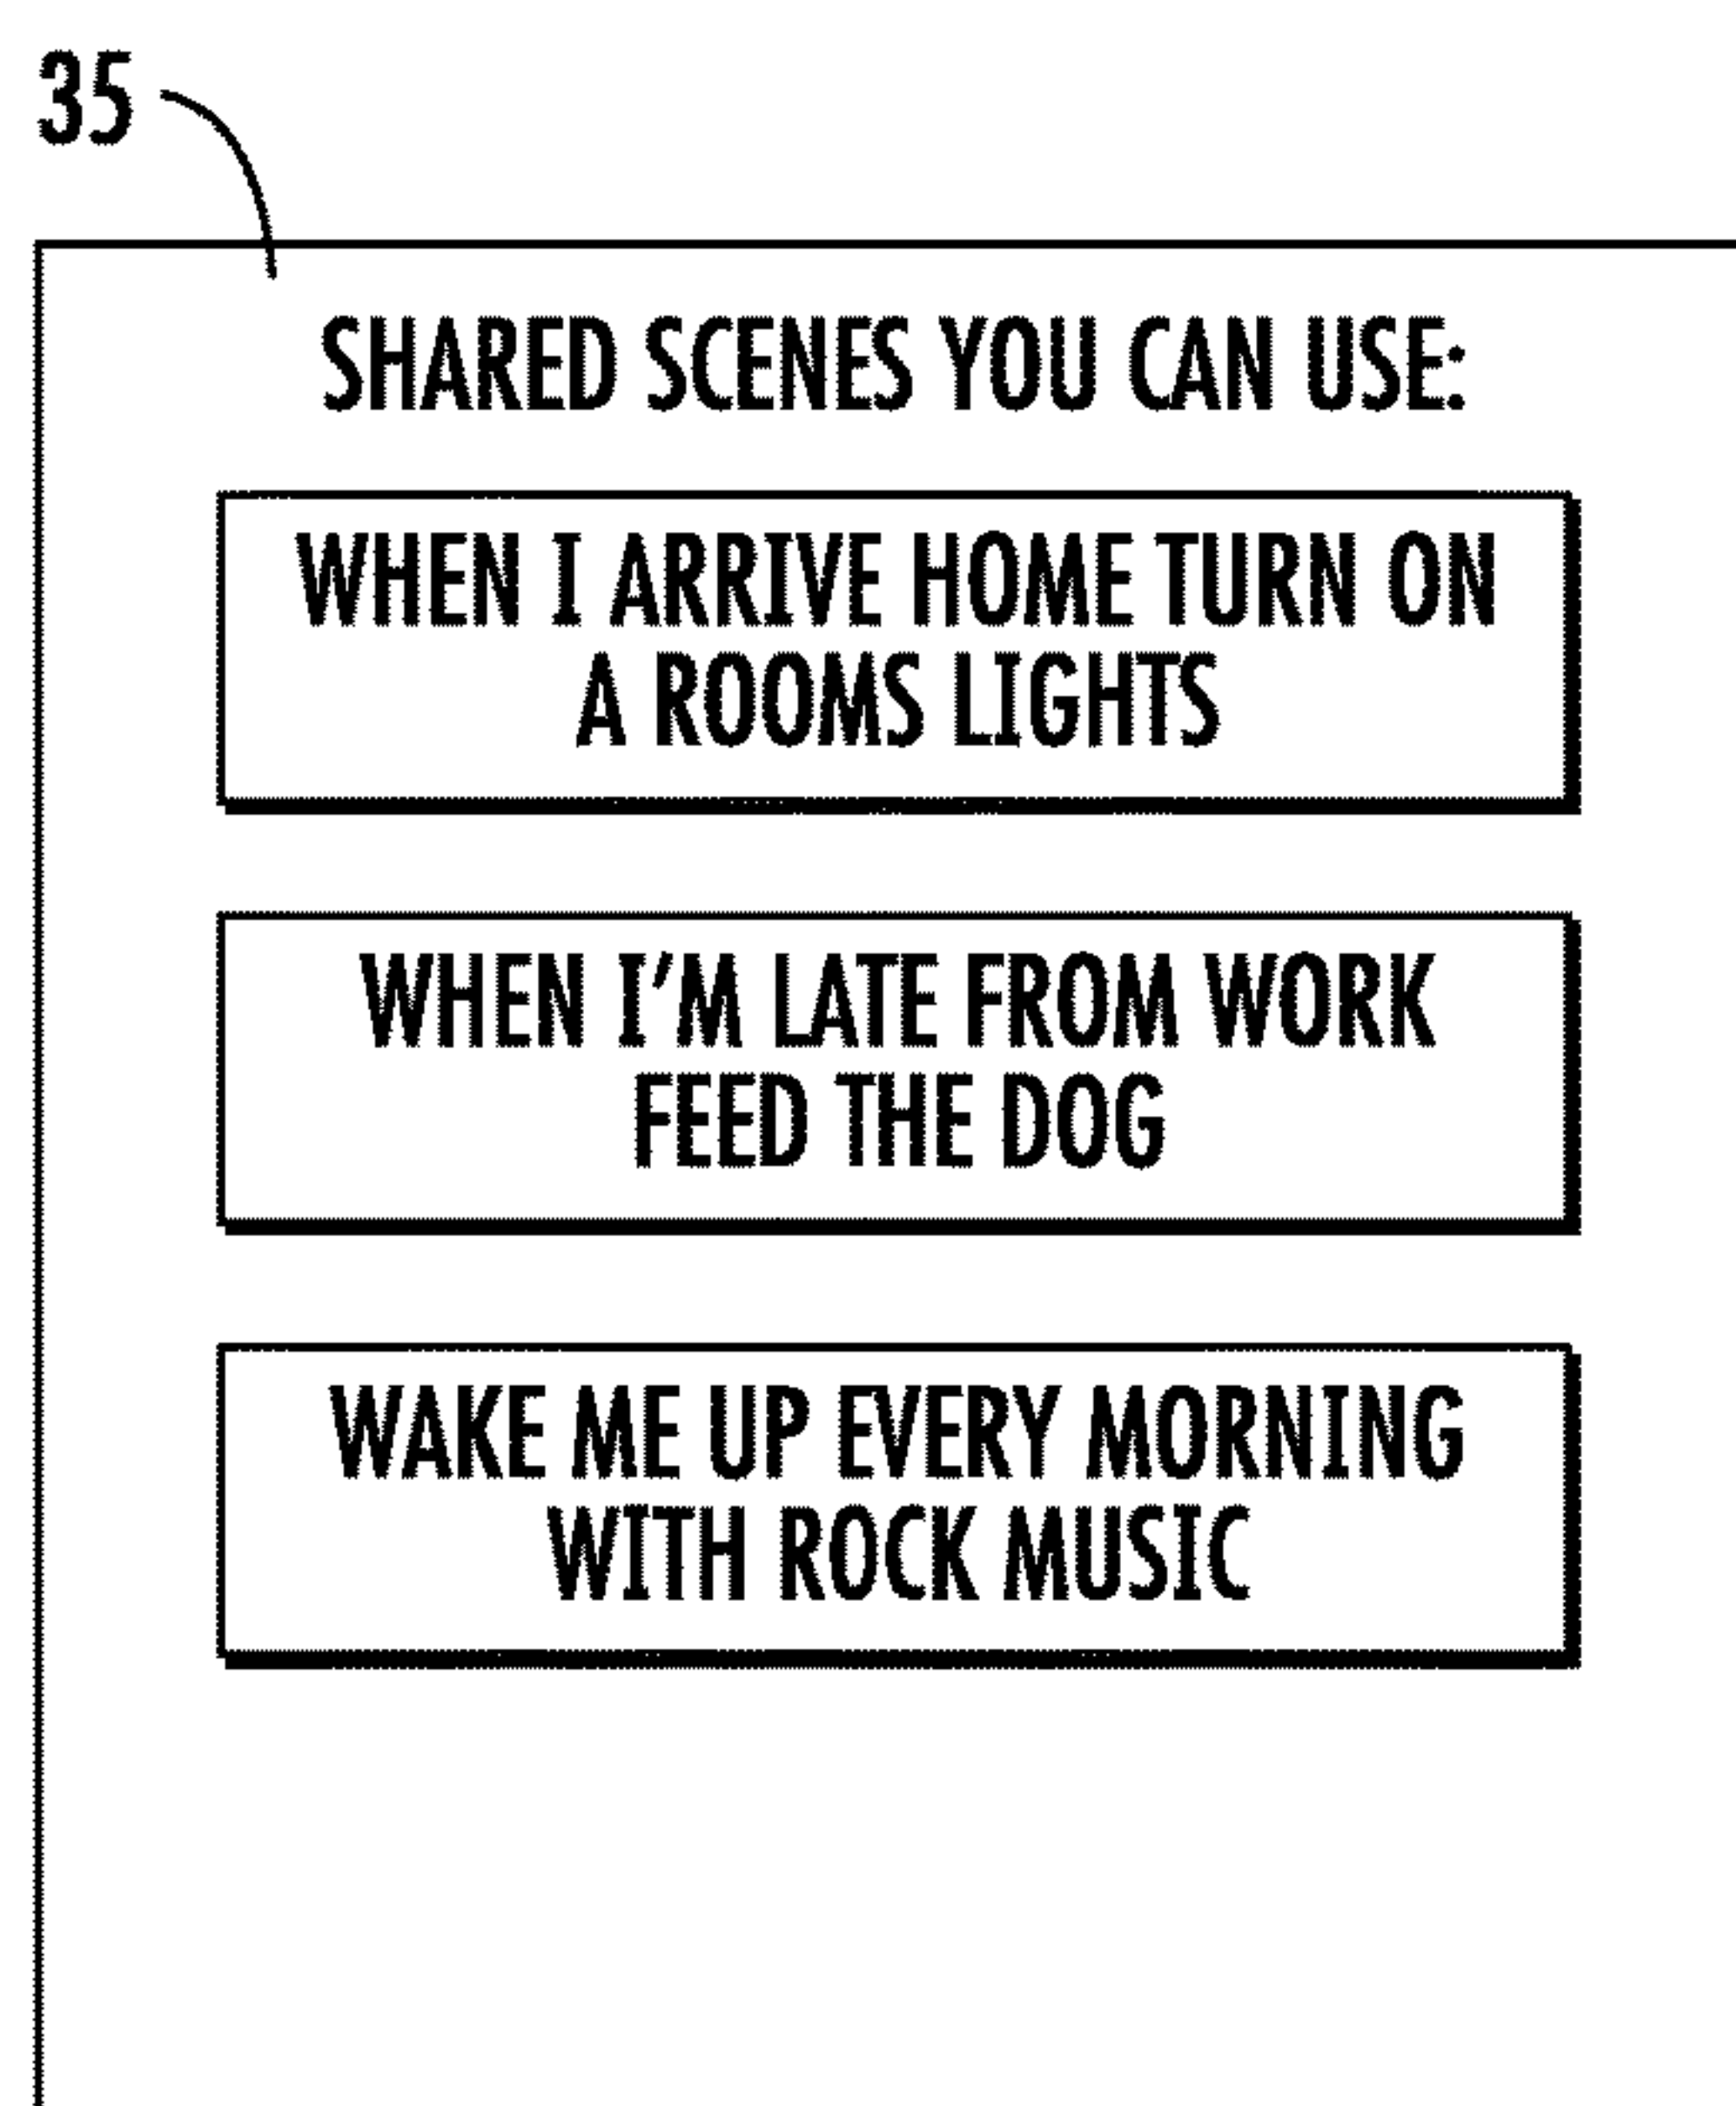 35
SHARED SCENES YOU CAN USE:
WHEN I ARRIVE HOME TURN ON
A ROOMS LIGHTS
WHEN I'M LATE FROM WORK
FEED THE DOG
WAKE ME UP EVERY MORNING
WITH ROCK MUSIC